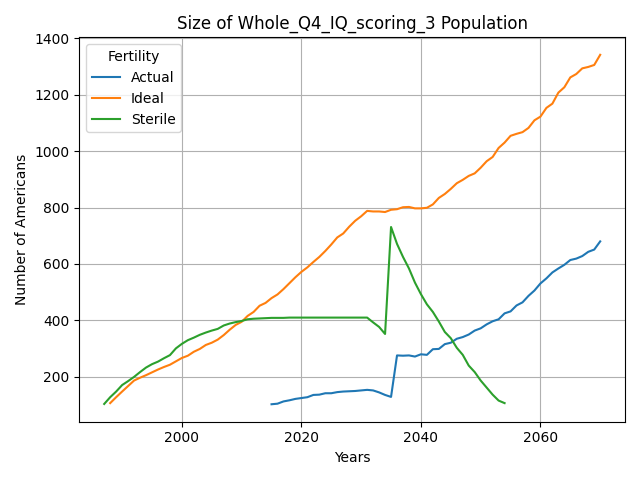 Size of Whole_Q4_IQ_scoring_3 Population
Fertility
Actual
Ideal
Sterile
Number of Americans
1400
1200
1000
800
600
400
200
2000
2020
2040
2060
Years